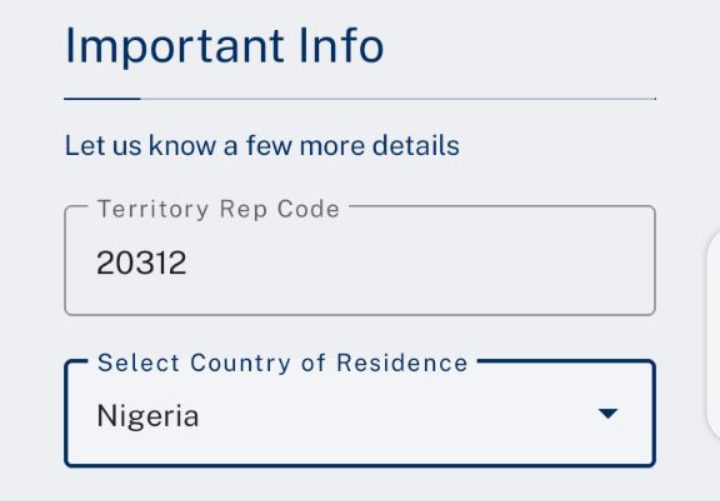 Important Info
Let us know a few more details
Territory Rep Code
20312
Select Country of Residence
Nigeria